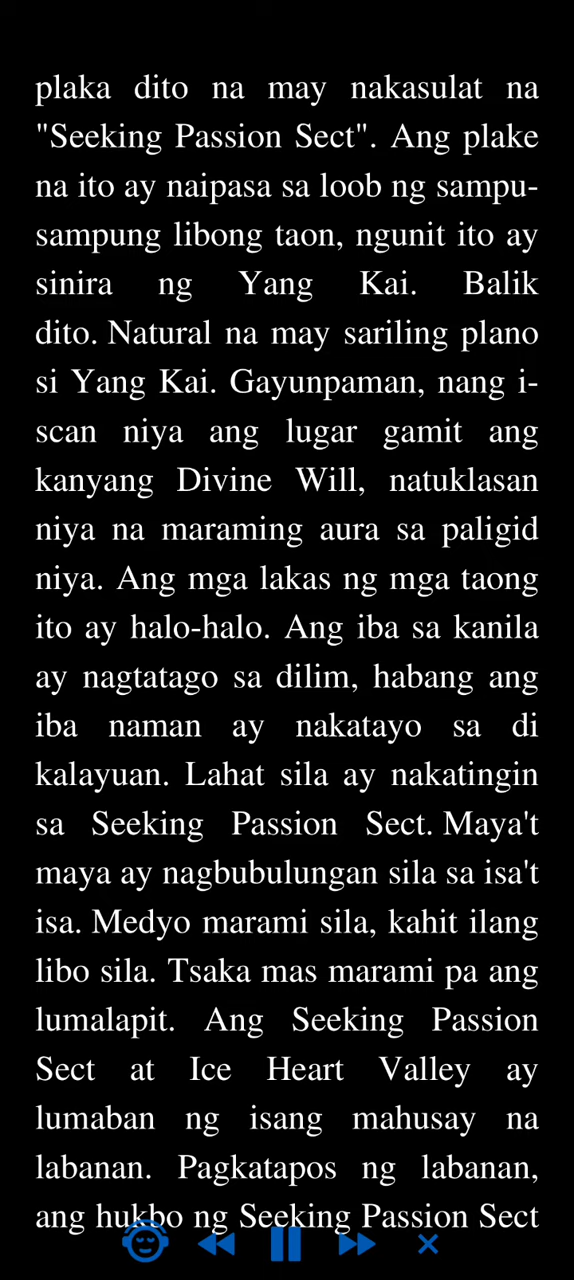 plaka dito na may nakasulat na
"Seeking Passion Sect". Ang plake
na ito ay naipasa sa loob ng sampu-
sampung libong taon, ngunit ito ay
sinira ng Yang Kai. Balik
dito. Natural na may sariling plano
si Yang Kai. Gayunpaman, nang i-
scan niya ang lugar gamit ang
kanyang Divine Will, natuklasan
niya na maraming aura sa paligid
niya. Ang mga lakas ng mga taong
ito ay halo-halo. Ang iba sa kanila
ay nagtatago sa dilim, habang ang
iba naman ay nakatayo sa di
kalayuan. Lahat sila ay nakatingin
sa Seeking Passion Sect. Maya't
maya ay nagbubulungan sila sa isa't
isa. Medyo marami sila, kahit ilang
libo sila. Tsaka mas marami pa ang
lumalapit. Ang Seeking Passion
Sect at Ice Heart Valley ay
lumaban ng isang mahusay na
labanan. Pagkatapos ng labanan,
ang hukbo ng Seeking Passion Sect